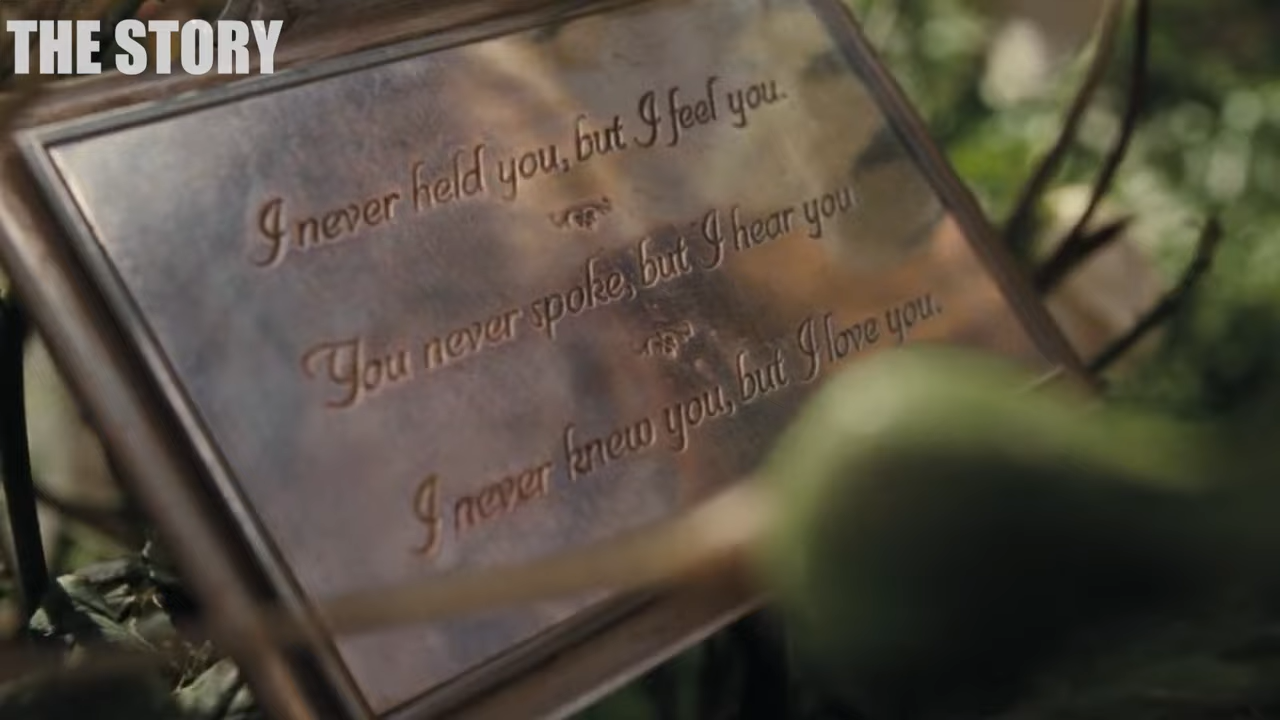 THE STORY
I never held you, but I feel you.
You never spoke, but I hear you
I never knew you, but I love you.